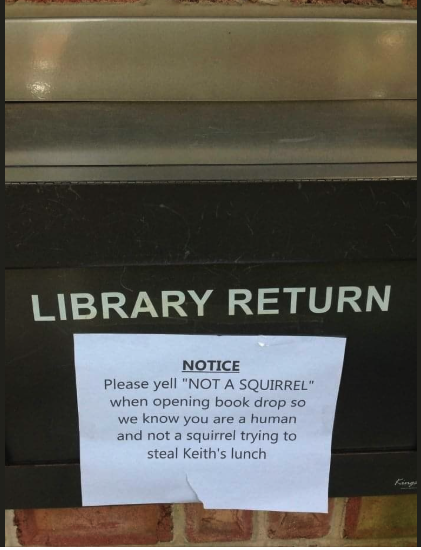 LIBRARY RETURN
NOTICE
Please yell "NOT A SQUIRREL"
when opening book drop so
we know you are a human
and not a squirrel trying to
steal Keith's lunch